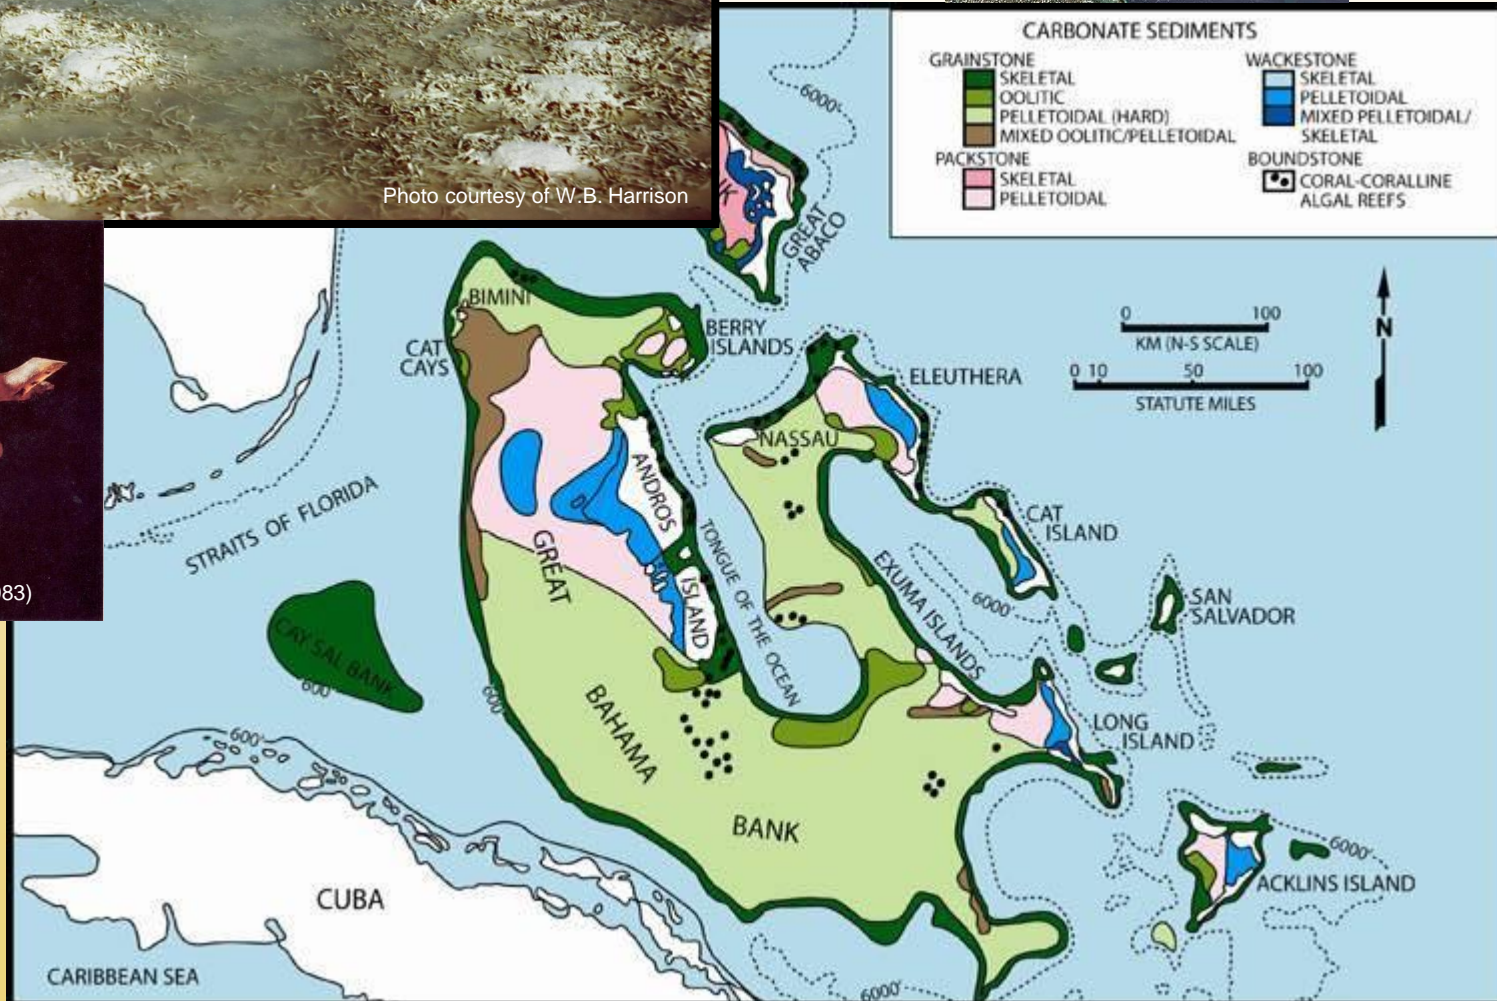 Photo courtesy of W.B. Harrison
83)
CARBONATE SEDIMENTS
GRAINSTONE
SKELETAL
OOLITIC
PELLETOIDAL (HARD)
MIXED OOLITIC/PELLETOIDAL
PACKSTONE
SKELETAL
PELLETOIDAL
WACKESTONE
SKELETAL
PELLETOIDAL
MIXED PELLETOIDAL/
SKELETAL
BOUNDSTONE
CORAL-CORALLINE
ALGAL REEFS
6000'
GREAT
ABACO
BIMINI
BERRY
ISLANDS
CAT
CAYS
0 100
KM (N-S SCALE)
0 10 50 100
STATUTE MILES
N
ELEUTHERA
NASSAU
ANDROS
ISLAND
STRAITS OF FLORIDA
TONGUE OF THE OCEAN
CAT
ISLAND
EXUMA ISLANDS
6000'
SAN
SALVADOR
GREAT
BAHAMA
BANK
CAY SAL BANK
600'
600'
600'
LONG
ISLAND
6000'
ACKLINS ISLAND
CUBA
CARIBBEAN SEA
6000'